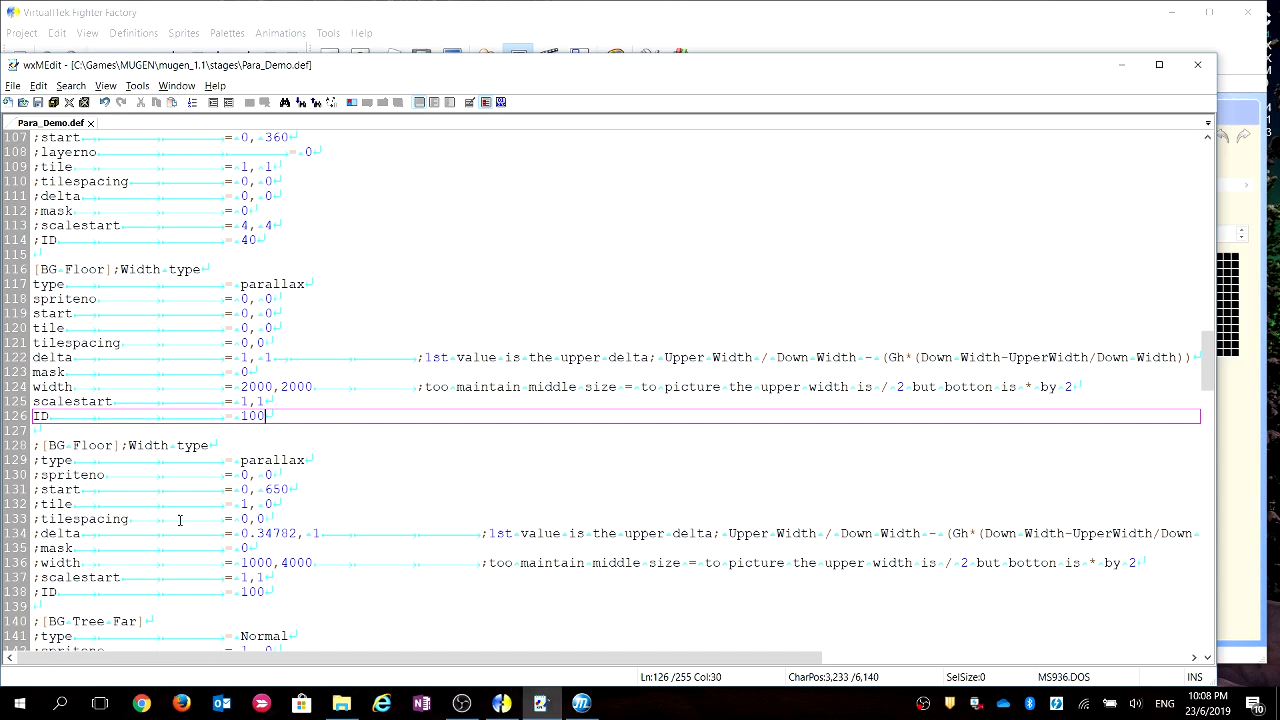 VirtualTek Fighter Factory
Project Edit View Definitions Sprites Palettes Animations Tools Help
wxMEdit - [C:\Games\MUGEN\mugen_1.1\stages\Para_Demo.def]
File Edit Search View Tools Window Help
Para_Demo.def
107 ;start = 0, 360
108 ;layerno = 0
109 ;tile = 1, 1
110 ;tilespacing = 0, 0
111 ;delta = 0, 0
112 ;mask = 0
113 ;scalestart = 4, 4
114 ;ID = 40
115
116 [BG Floor];Width type
117 type = parallax
118 spriteno = 0, 0
119 start = 0, 0
120 tile = 0, 0
121 tilespacing = 0,0
122 delta = 1, 1 ;1st value is the upper delta; Upper Width / Down Width - (Gh*(Down Width-UpperWidth/Down Width))
123 mask = 0
124 width = 2000,2000 ;too maintain middle size = to picture the upper width is / 2 but botton is * by 2
125 scalestart = 1,1
126 ID = 100
127
128 ;[BG Floor];Width type
129 ;type = parallax
130 ;spriteno = 0, 0
131 ;start = 0, 650
132 ;tile = 1, 0
133 ;tilespacing = 0,0
134 ;delta = 0.34782, 1 ;1st value is the upper delta; Upper Width / Down Width - (Gh*(Down Width-UpperWidth/Down
135 ;mask = 0
136 ;width = 1000,4000 ;too maintain middle size = to picture the upper width is / 2 but botton is * by 2
137 ;scalestart = 1,1
138 ;ID = 100
139
140 ;[BG Tree Far]
141 ;type = Normal
142 ;spriteno = 1, 0
Ln:126 /255 Col:30 CharPos:3,233 /6,140 SelSize:0 MS936.DOS INS
10:08 PM
23/6/2019
10